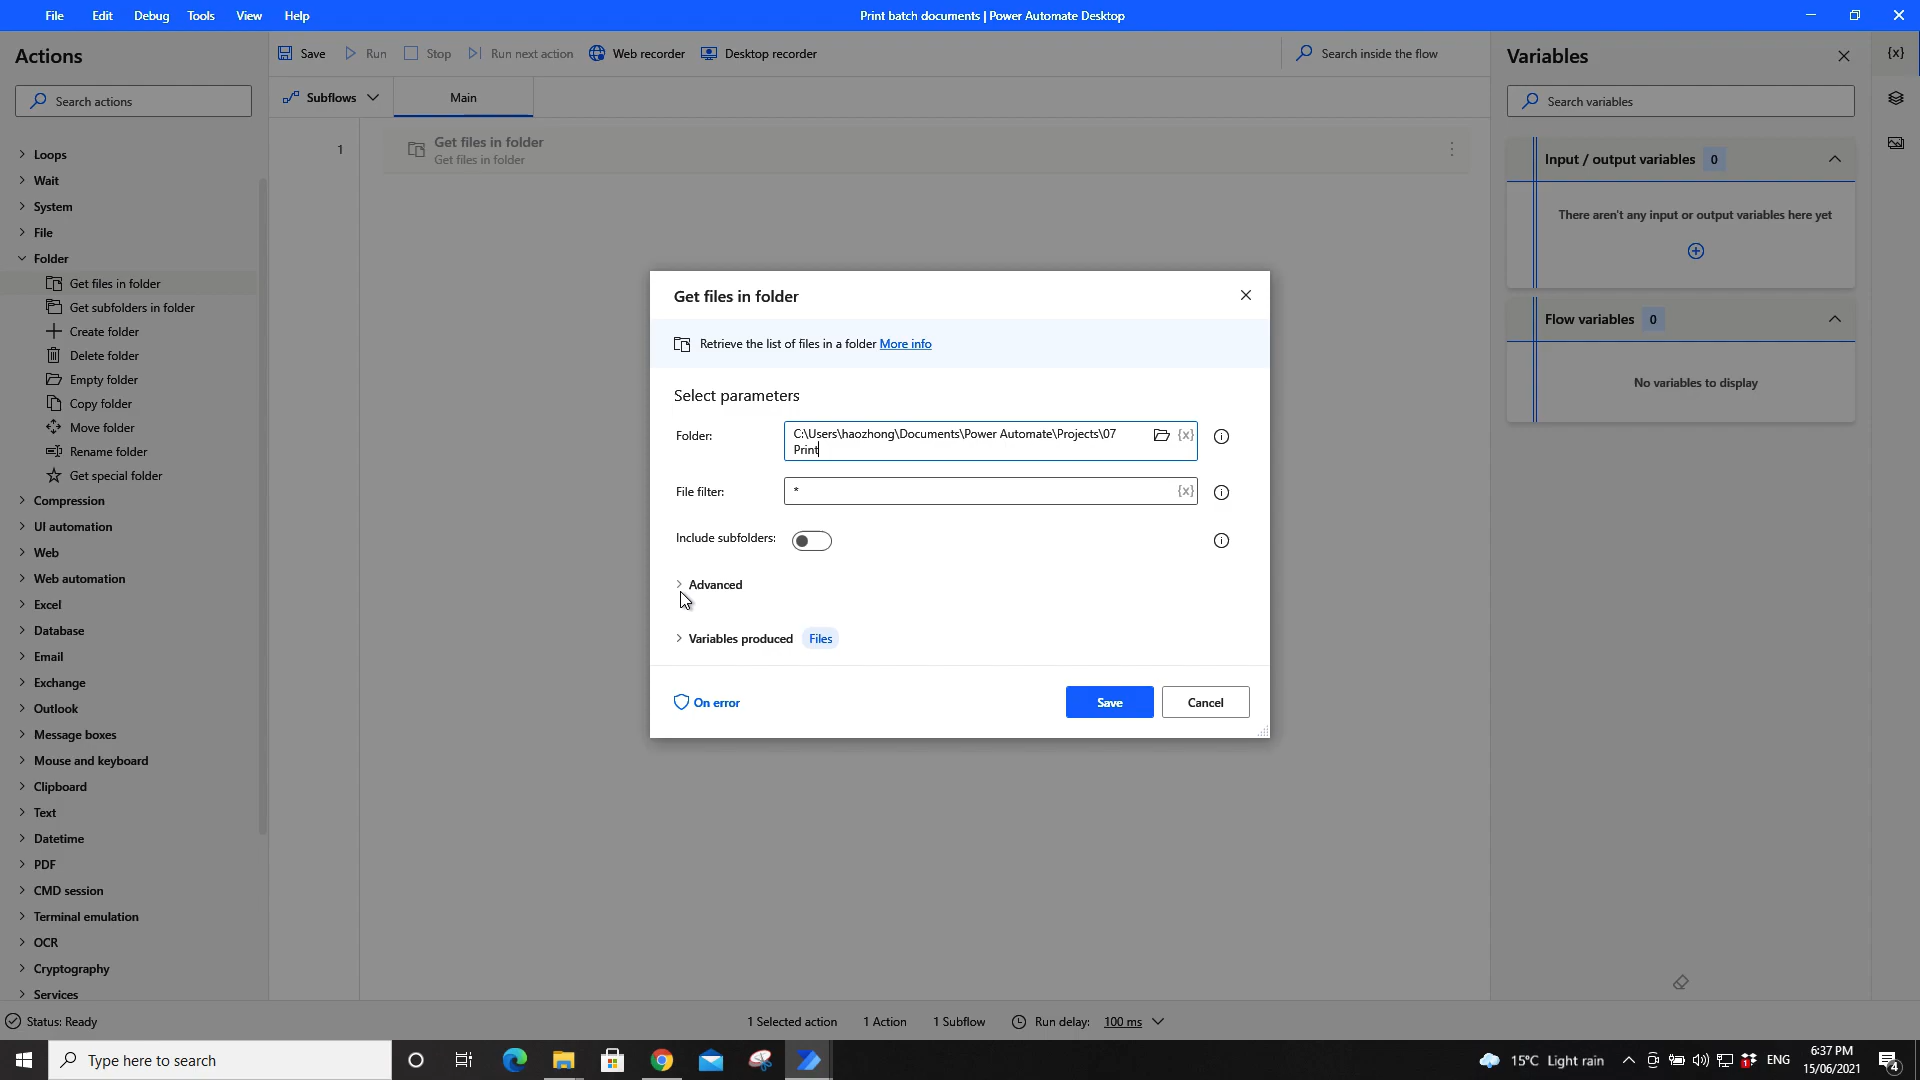 File Edit Debug Tools View Help
Print batch documents | Power Automate Desktop
Actions
Search actions
Loops
Wait
System
File
Folder
Get files in folder
Get subfolders in folder
Create folder
Delete folder
Empty folder
Copy folder
Move folder
Rename folder
Get special folder
Compression
UI automation
Web
Web automation
Excel
Database
Email
Exchange
Outlook
Message boxes
Mouse and keyboard
Clipboard
Text
Datetime
PDF
CMD session
Terminal emulation
OCR
Cryptography
Services
Save Run Stop Run next action Web recorder Desktop recorder
Search inside the flow
Subflows Main
1 Get files in folder
Get files in folder
Get files in folder
Retrieve the list of files in a folder More info
Select parameters
Folder: C:\Users\haozhong\Documents\Power Automate\Projects\07 {x}
Print
File filter: * {x}
Include subfolders:
Advanced
Variables produced Files
On error Save Cancel
Variables {x}
Search variables
Input / output variables 0
There aren't any input or output variables here yet
Flow variables 0
No variables to display
Status: Ready 1 Selected action 1 Action 1 Subflow Run delay: 100 ms
Type here to search
15°C Light rain
1
ENG
6:37 PM
15/06/2021
4